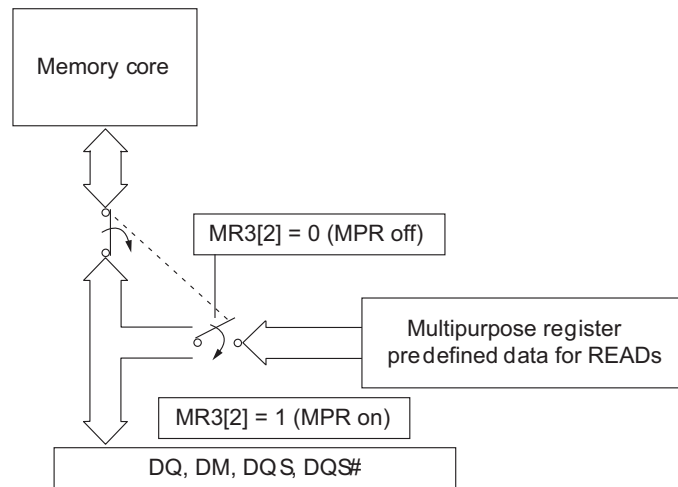 Memory core
MR3[2] = 0 (MPR off)
Multipurpose register
predefined data for READs
MR3[2] = 1 (MPR on)
DQ, DM, DQS, DQS#